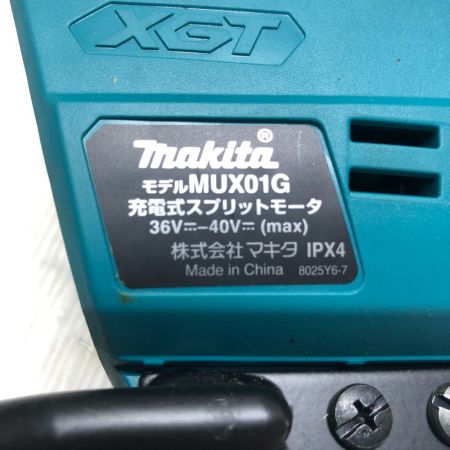 XGT
makita®
モデルMUX01G
充電式スプリットモータ
36V⎓-40V⎓ (max)
株式会社マキタ IPX4
Made in China 8025Y6-7